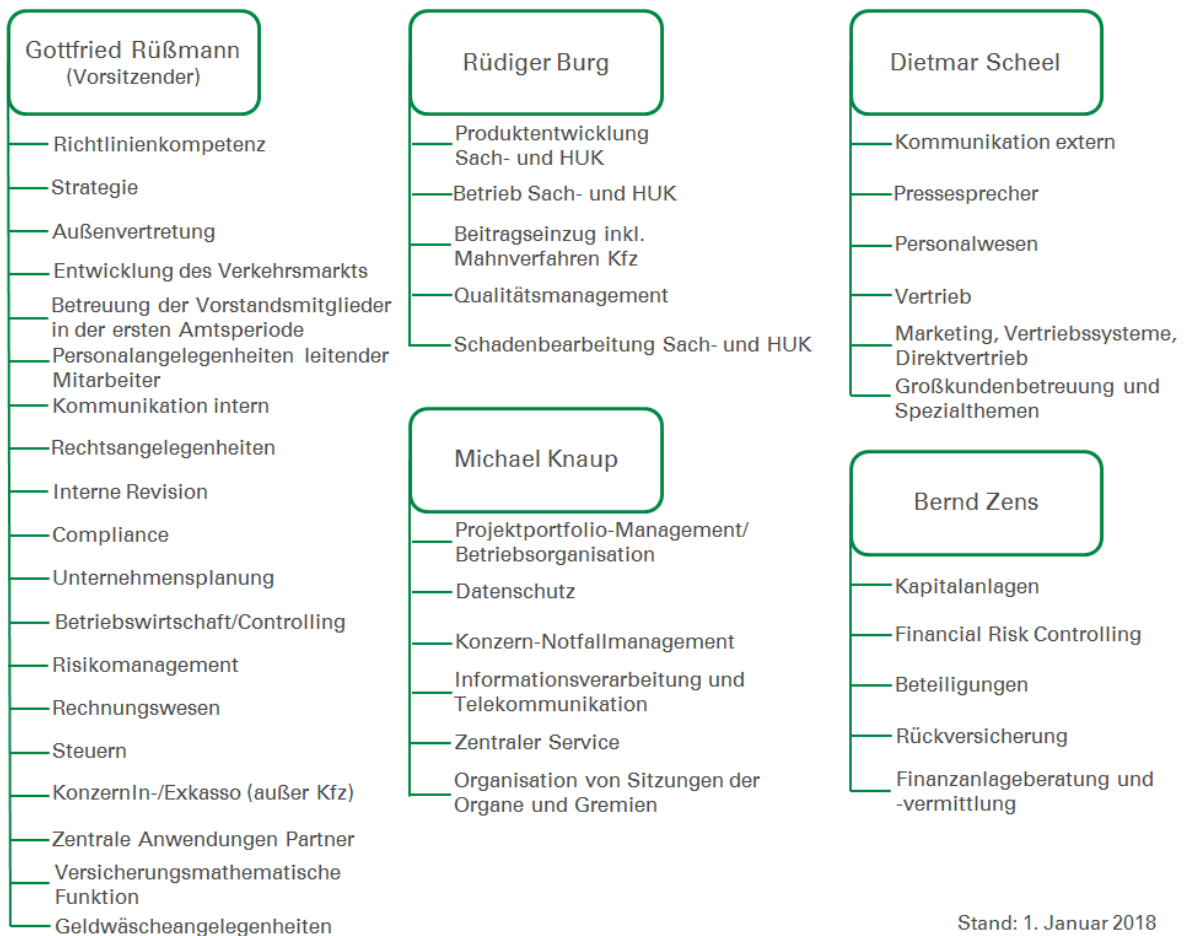 Gottfried Rüßmann
(Vorsitzender)
Richtlinienkompetenz
Strategie
Außenvertretung
Entwicklung des Verkehrsmarkts
Betreuung der Vorstandsmitglieder
in der ersten Amtsperiode
Personalangelegenheiten leitender
Mitarbeiter
Kommunikation intern
Rechtsangelegenheiten
Interne Revision
Compliance
Unternehmensplanung
Betriebswirtschaft/Controlling
Risikomanagement
Rechnungswesen
Steuern
KonzernIn-/Exkasso (außer Kfz)
Zentrale Anwendungen Partner
Versicherungsmathematische
Funktion
Geldwäscheangelegenheiten
Rüdiger Burg
Produktentwicklung
Sach- und HUK
Betrieb Sach- und HUK
Beitragseinzug inkl.
Mahnverfahren Kfz
Qualitätsmanagement
Schadenbearbeitung Sach- und HUK
Michael Knaup
Projektportfolio-Management/
Betriebsorganisation
Datenschutz
Konzern-Notfallmanagement
Informationsverarbeitung und
Telekommunikation
Zentraler Service
Organisation von Sitzungen der
Organe und Gremien
Dietmar Scheel
Kommunikation extern
Pressesprecher
Personalwesen
Vertrieb
Marketing, Vertriebssysteme,
Direktvertrieb
Großkundenbetreuung und
Spezialthemen
Bernd Zens
Kapitalanlagen
Financial Risk Controlling
Beteiligungen
Rückversicherung
Finanzanlageberatung und
-vermittlung
Stand: 1. Januar 2018